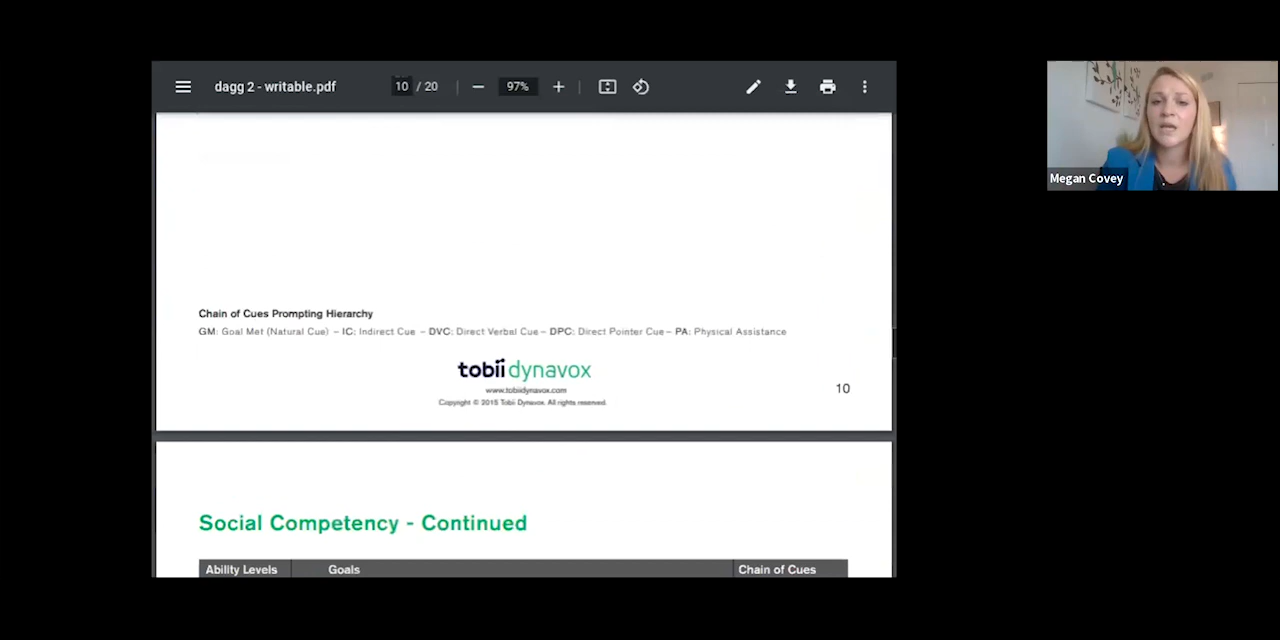 dagg 2 - writable.pdf
10 / 20
97%
Megan Covey
Chain of Cues Prompting Hierarchy
GM: Goal Met (Natural Cue) – IC: Indirect Cue – DVC: Direct Verbal Cue – DPC: Direct Pointer Cue – PA: Physical Assistance
tobii dynavox
www.tobiidynavox.com
Copyright © 2015 Tobii Dynavox. All rights reserved.
10
Social Competency - Continued
Ability Levels Goals Chain of Cues